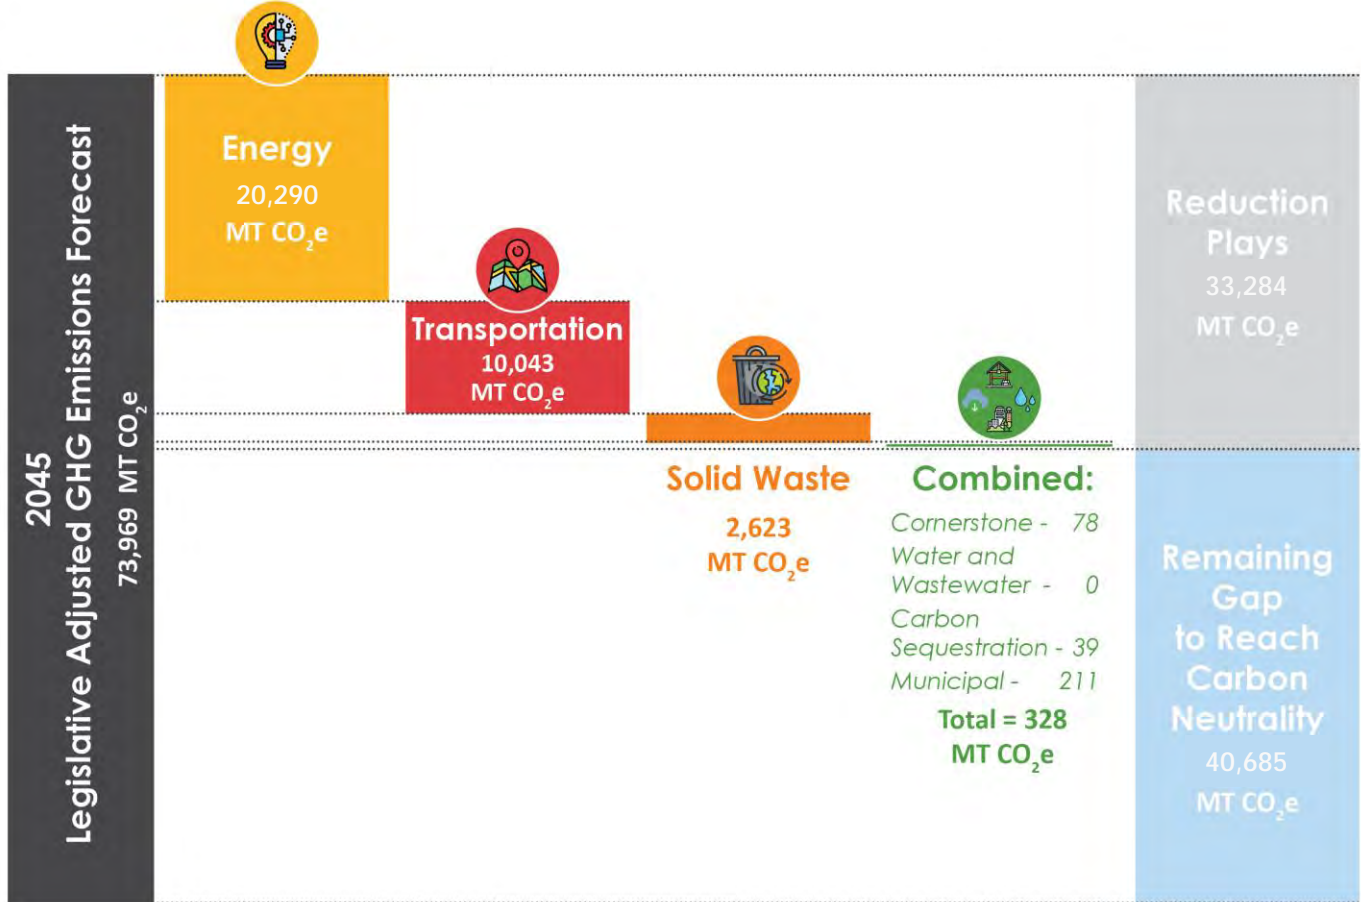 2045
Legislative Adjusted GHG Emissions Forecast
73,969 MT CO₂e
Energy
20,290
MT CO₂e
Transportation
10,043
MT CO₂e
Solid Waste
2,623
MT CO₂e
Combined:
Cornerstone - 78
Water and
Wastewater - 0
Carbon
Sequestration - 39
Municipal - 211
Total = 328
MT CO₂e
Reduction
Plays
33,284
MT CO₂e
Remaining
Gap
to Reach
Carbon
Neutrality
40,685
MT CO₂e